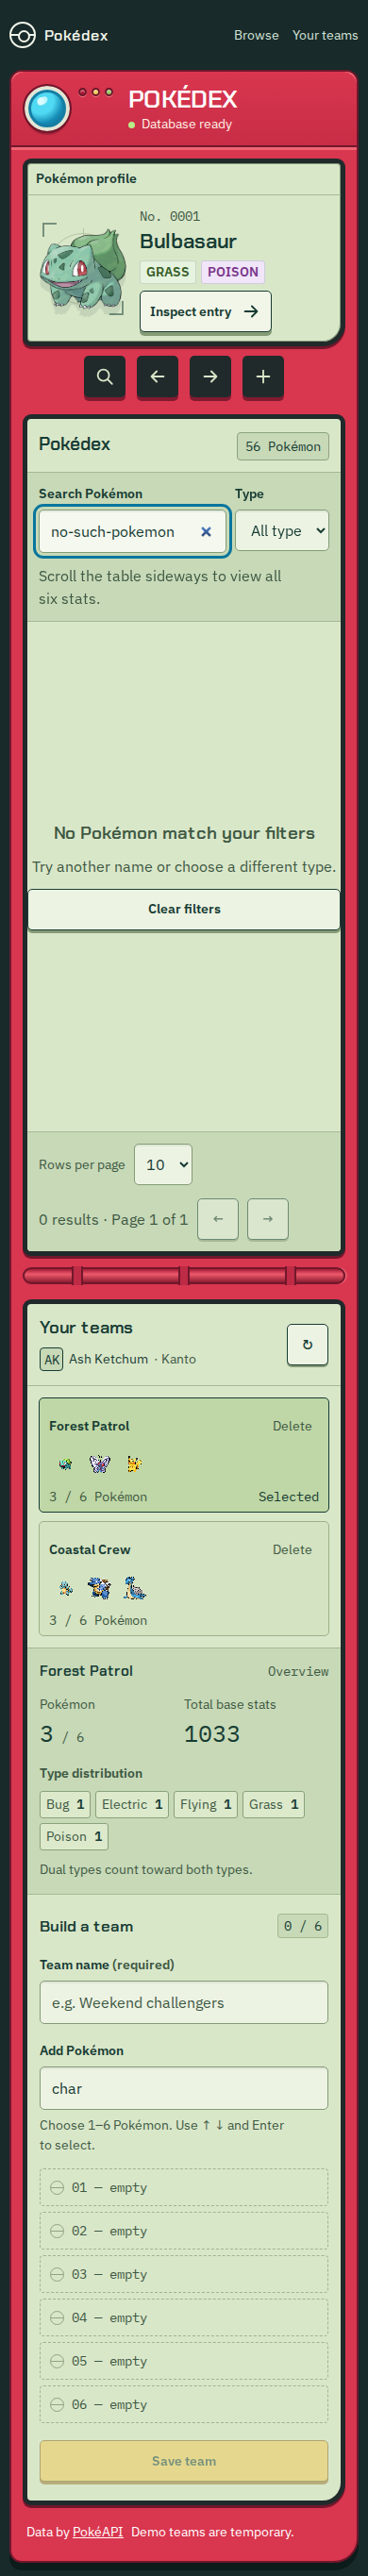 Pokédex
Browse Your teams
POKÉDEX
Database ready
Pokémon profile
No. 0001
Bulbasaur
GRASS POISON
Inspect entry →
← → +
Pokédex
56 Pokémon
Search Pokémon Type
no-such-pokemon × All type
Scroll the table sideways to view all
six stats.
No Pokémon match your filters
Try another name or choose a different type.
Clear filters
Rows per page 10
0 results · Page 1 of 1 ← →
Your teams
AK Ash Ketchum · Kanto
↻
Forest Patrol Delete
3 / 6 Pokémon Selected
Coastal Crew Delete
3 / 6 Pokémon
Forest Patrol Overview
Pokémon Total base stats
3 / 6 1033
Type distribution
Bug 1 Electric 1 Flying 1 Grass 1
Poison 1
Dual types count toward both types.
Build a team 0 / 6
Team name (required)
e.g. Weekend challengers
Add Pokémon
char
Choose 1–6 Pokémon. Use ↑ ↓ and Enter
to select.
01 — empty
02 — empty
03 — empty
04 — empty
05 — empty
06 — empty
Save team
Data by PokéAPI Demo teams are temporary.